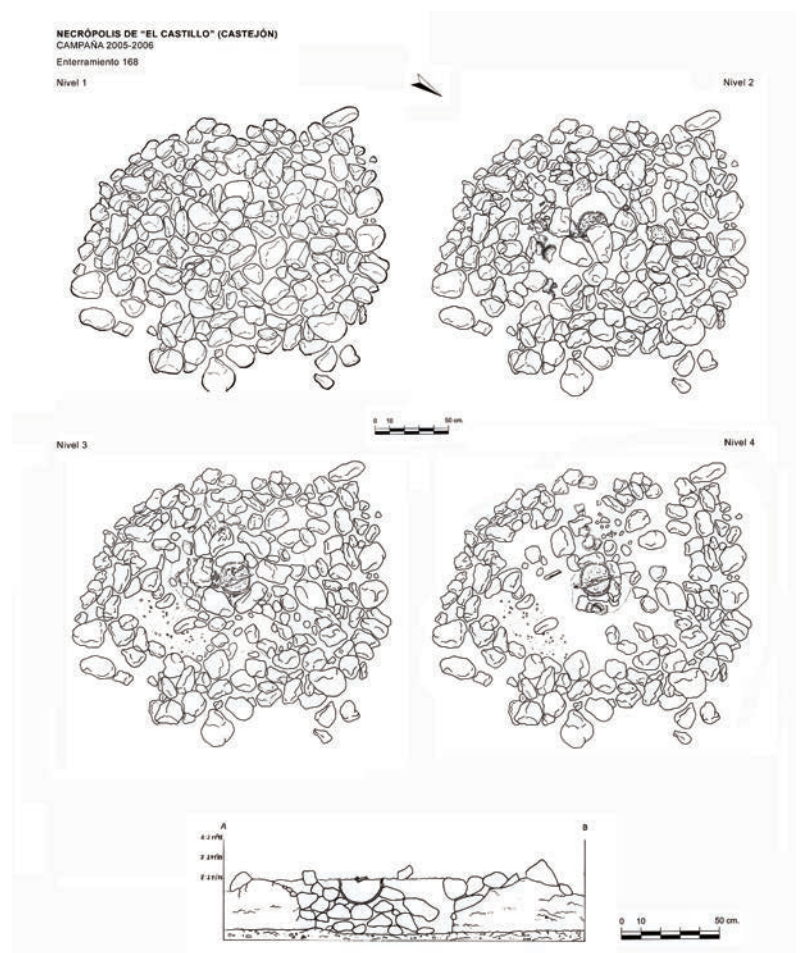 NECRÓPOLIS DE "EL CASTILLO" (CASTEJÓN)
CAMPAÑA 2005-2006
Enterramiento 168
Nivel 1
Nivel 2
0 10 50 cm.
Nivel 3
Nivel 4
A B
0 10 50 cm.